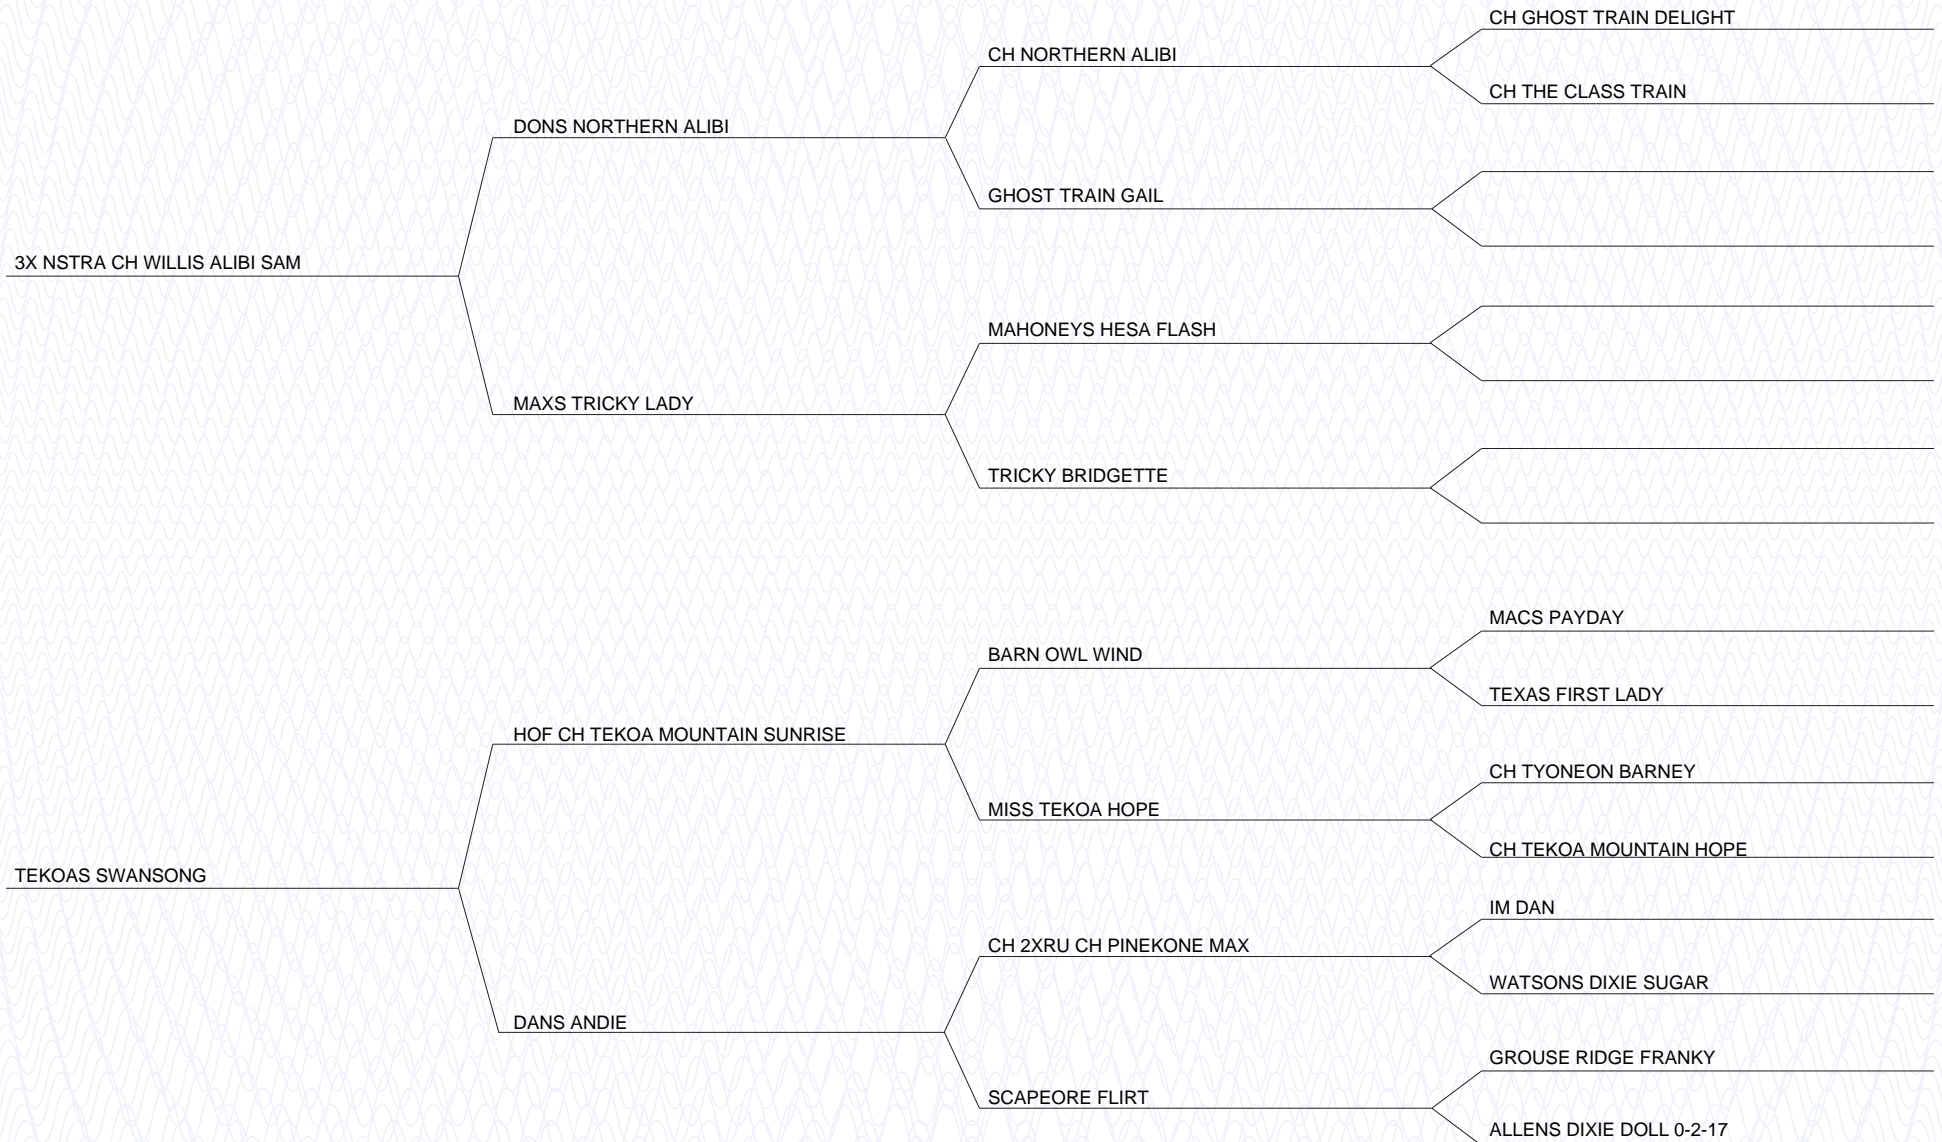 CH GHOST TRAIN DELIGHT
CH NORTHERN ALIBI
CH THE CLASS TRAIN
DONS NORTHERN ALIBI
GHOST TRAIN GAIL
3X NSTRA CH WILLIS ALIBI SAM
MAHONEYS HESA FLASH
MAXS TRICKY LADY
TRICKY BRIDGETTE
MACS PAYDAY
BARN OWL WIND
TEXAS FIRST LADY
HOF CH TEKOA MOUNTAIN SUNRISE
CH TYONEON BARNEY
MISS TEKOA HOPE
CH TEKOA MOUNTAIN HOPE
TEKOAS SWANSONG
IM DAN
CH 2XRU CH PINEKONE MAX
WATSONS DIXIE SUGAR
DANS ANDIE
GROUSE RIDGE FRANKY
SCAPEORE FLIRT
ALLENS DIXIE DOLL 0-2-17